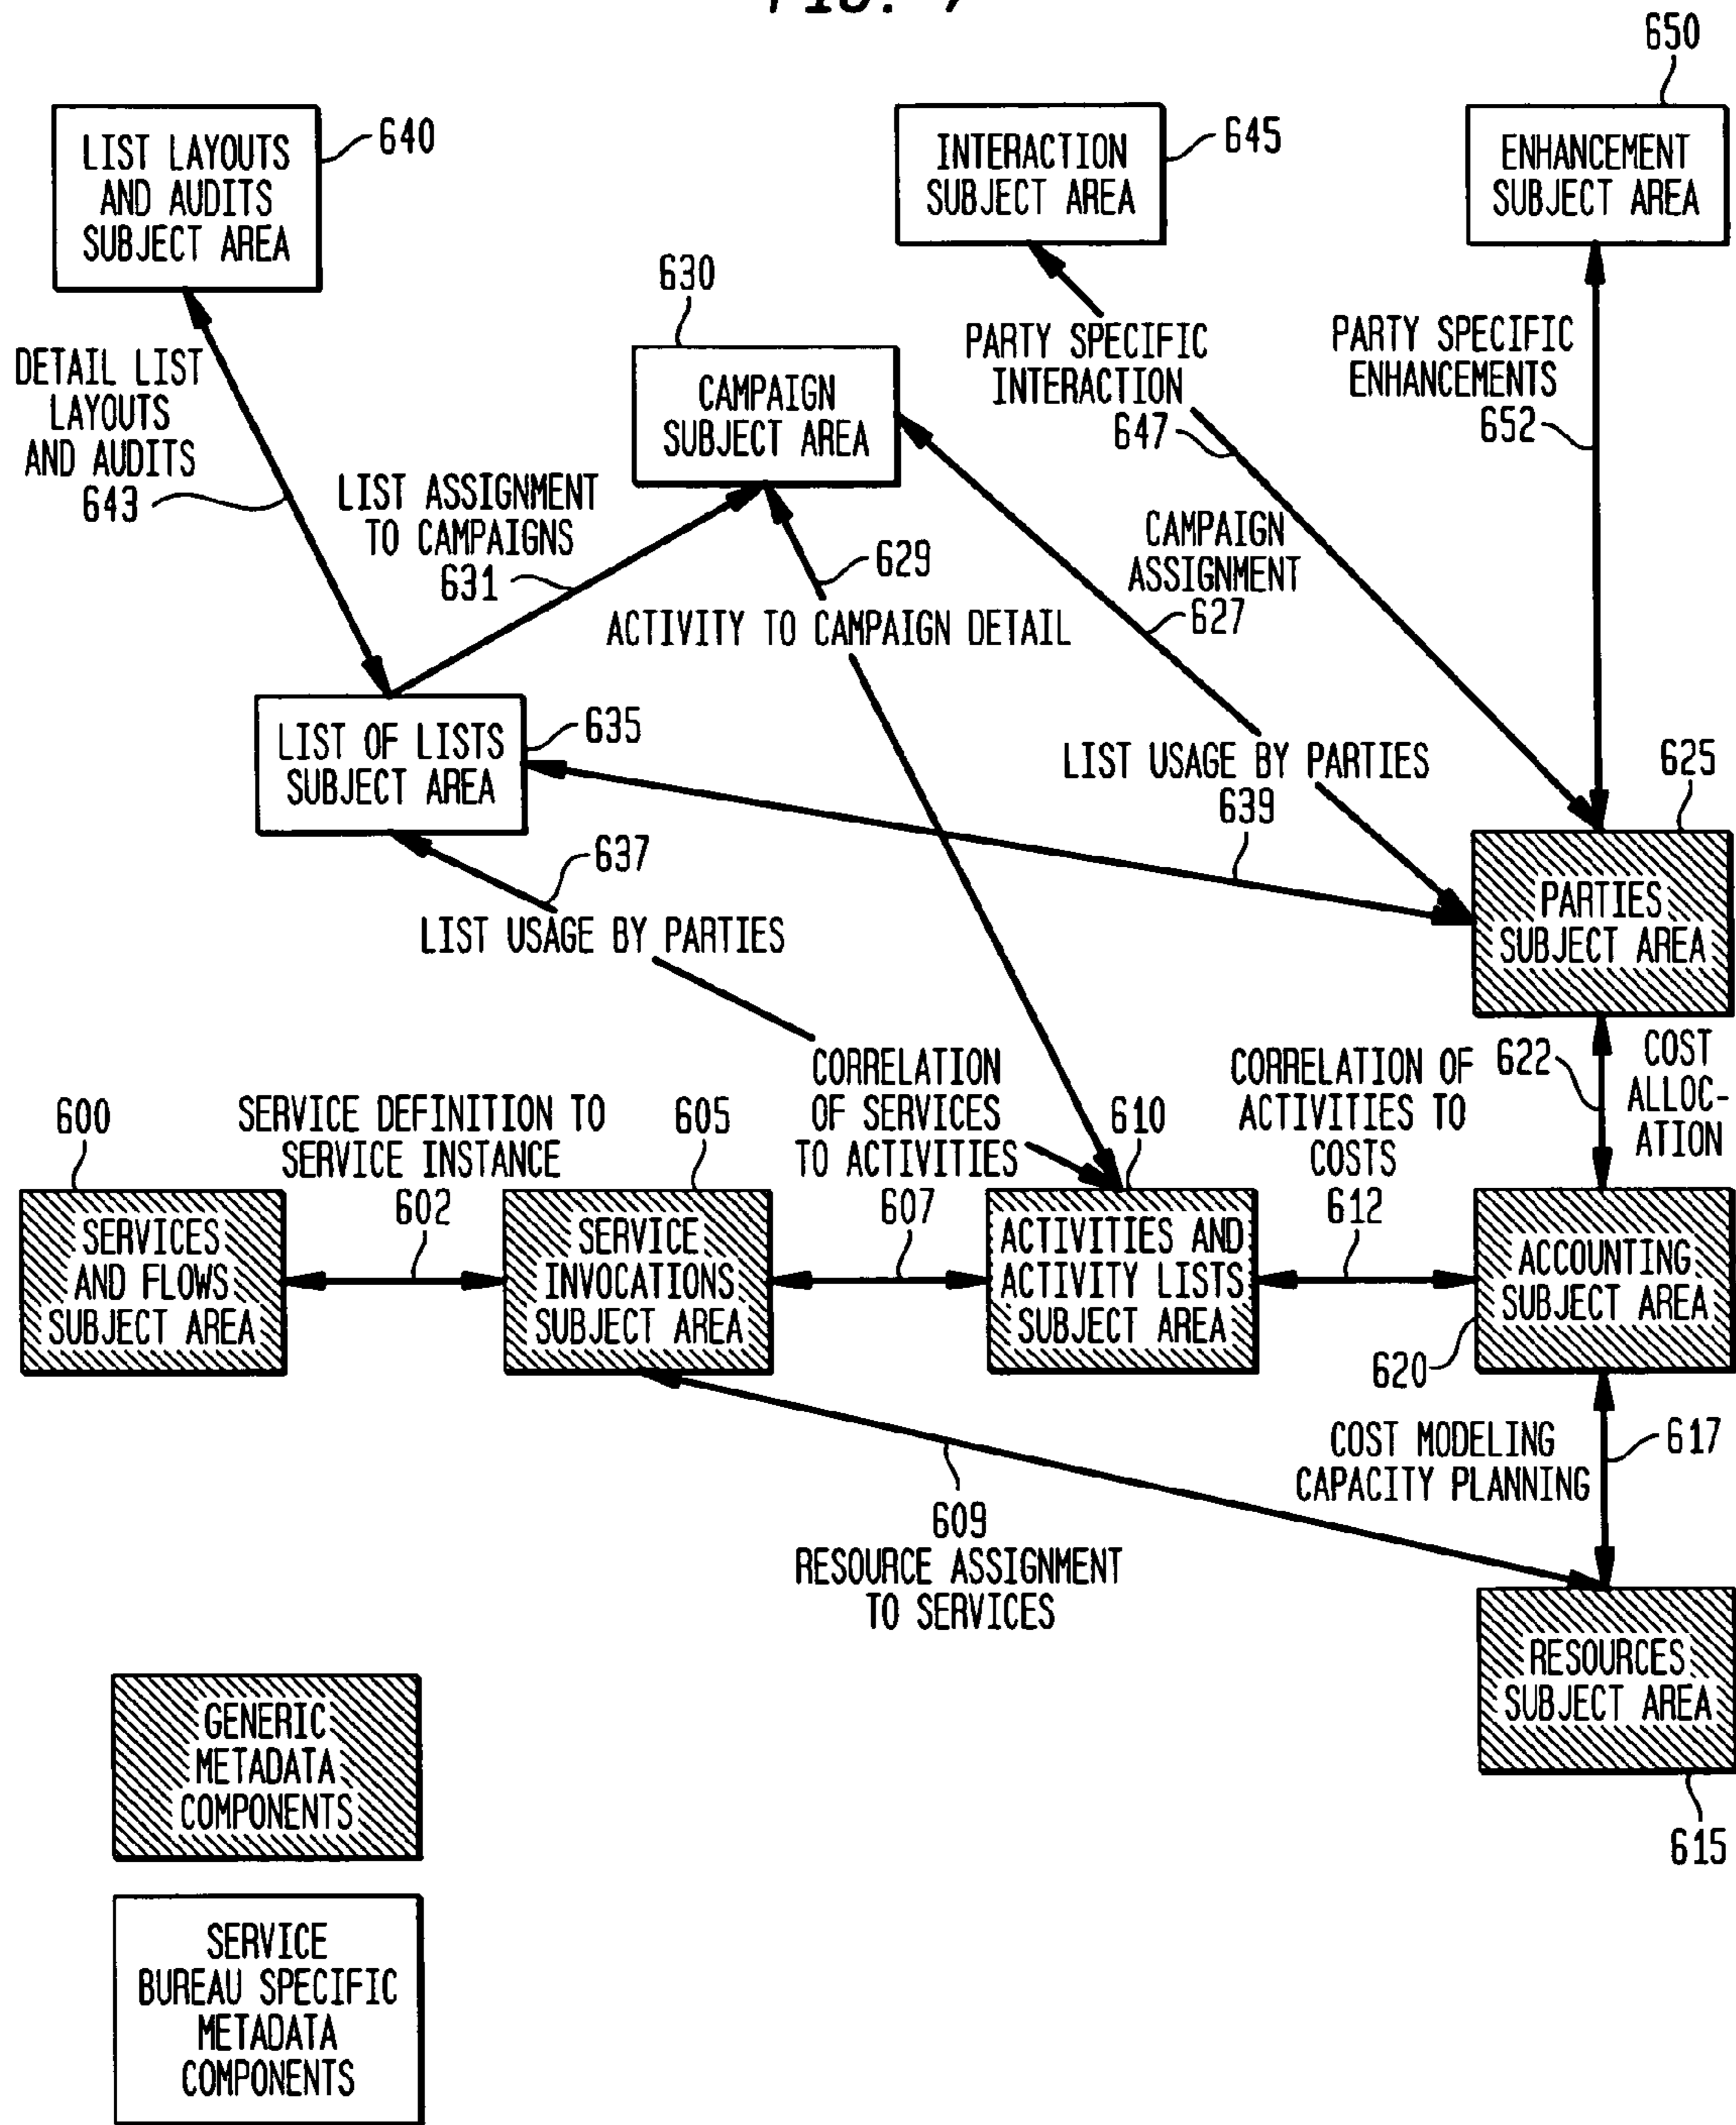 FIG. 7
650
LIST LAYOUTS
AND AUDITS
SUBJECT AREA
640
INTERACTION
SUBJECT AREA
645
ENHANCEMENT
SUBJECT AREA
630
CAMPAIGN
SUBJECT AREA
DETAIL LIST
LAYOUTS
AND AUDITS
643
PARTY SPECIFIC
INTERACTION
647
PARTY SPECIFIC
ENHANCEMENTS
652
LIST ASSIGNMENT
TO CAMPAIGNS
631
629
ACTIVITY TO CAMPAIGN DETAIL
CAMPAIGN
ASSIGNMENT
627
LIST OF LISTS
SUBJECT AREA
635
LIST USAGE BY PARTIES
639
625
PARTIES
SUBJECT AREA
637
LIST USAGE BY PARTIES
600
SERVICE DEFINITION TO
SERVICE INSTANCE
602
605
CORRELATION
OF SERVICES
TO ACTIVITIES
607
610
CORRELATION OF
ACTIVITIES TO
COSTS
612
622
COST
ALLOC-
ATION
SERVICES
AND FLOWS
SUBJECT AREA
SERVICE
INVOCATIONS
SUBJECT AREA
ACTIVITIES AND
ACTIVITY LISTS
SUBJECT AREA
ACCOUNTING
SUBJECT AREA
620
609
RESOURCE ASSIGNMENT
TO SERVICES
COST MODELING
CAPACITY PLANNING
617
RESOURCES
SUBJECT AREA
615
GENERIC
METADATA
COMPONENTS
SERVICE
BUREAU SPECIFIC
METADATA
COMPONENTS